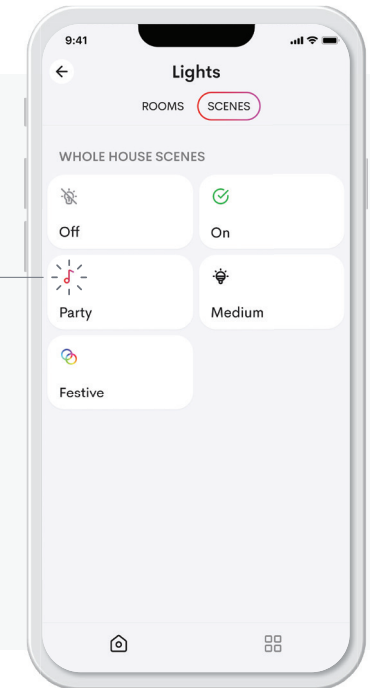 9:41
Lights
ROOMS SCENES
WHOLE HOUSE SCENES
Off On
Party Medium
Festive